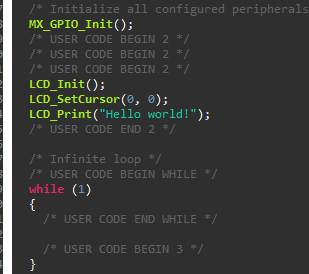 /* Initialize all configured peripherals
MX_GPIO_Init();
/* USER CODE BEGIN 2 */
/* USER CODE BEGIN 2 */
/* USER CODE BEGIN 2 */
LCD_Init();
LCD_SetCursor(0, 0);
LCD_Print("Hello world!");
/* USER CODE END 2 */
/* Infinite loop */
/* USER CODE BEGIN WHILE */
while (1)
{
/* USER CODE END WHILE */
/* USER CODE BEGIN 3 */
}